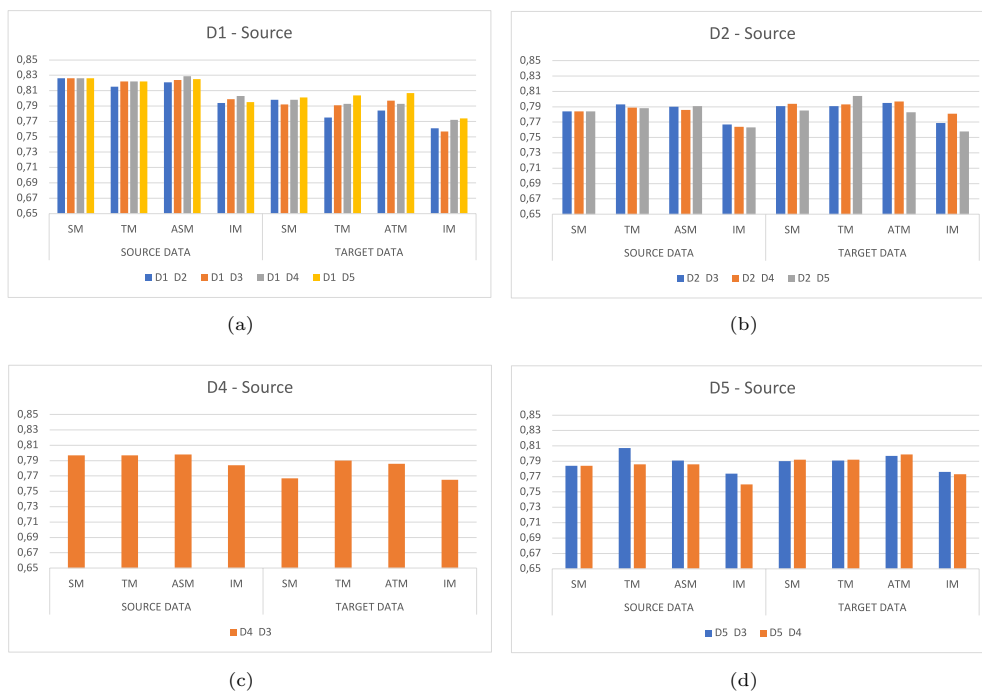 D1 - Source
0,85
0,83
0,81
0,79
0,77
0,75
0,73
0,71
0,69
0,67
0,65
SM TM ASM IM SM TM ATM IM
SOURCE DATA TARGET DATA
D1 D2 D1 D3 D1 D4 D1 D5
(a)
D2 - Source
0,85
0,83
0,81
0,79
0,77
0,75
0,73
0,71
0,69
0,67
0,65
SM TM ASM IM SM TM ATM IM
SOURCE DATA TARGET DATA
D2 D3 D2 D4 D2 D5
(b)
D4 - Source
0,85
0,83
0,81
0,79
0,77
0,75
0,73
0,71
0,69
0,67
0,65
SM TM ASM IM SM TM ATM IM
SOURCE DATA TARGET DATA
D4 D3
(c)
D5 - Source
0,85
0,83
0,81
0,79
0,77
0,75
0,73
0,71
0,69
0,67
0,65
SM TM ASM IM SM TM ATM IM
SOURCE DATA TARGET DATA
D5 D3 D5 D4
(d)